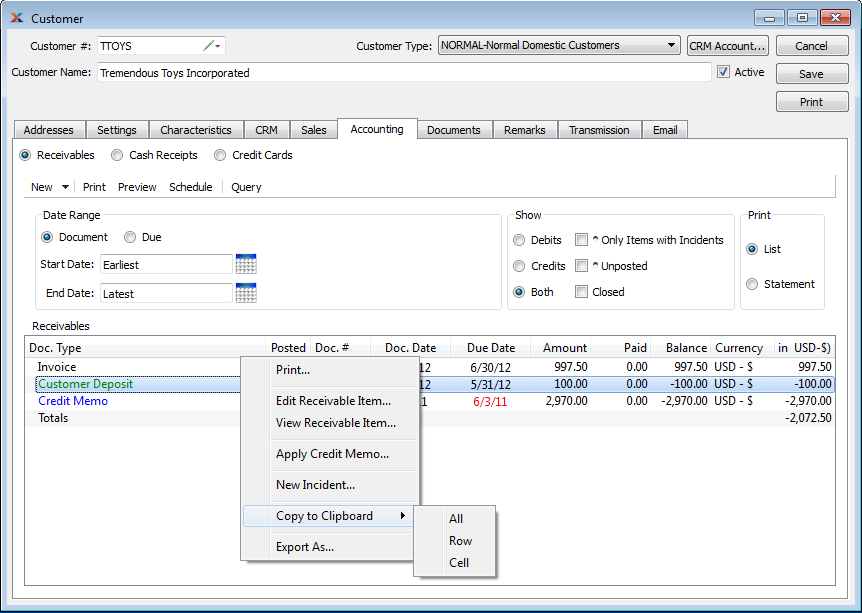 Customer
Customer #: TTOYS Customer Type: NORMAL-Normal Domestic Customers CRM Account... Cancel
Customer Name: Tremendous Toys Incorporated Active Save
Print
Addresses Settings Characteristics CRM Sales Accounting Documents Remarks Transmission Email
Receivables Cash Receipts Credit Cards
New Print Preview Schedule Query
Date Range Show Print
Document Due Debits ^ Only Items with Incidents List
Start Date: Earliest Credits ^ Unposted Statement
End Date: Latest Both Closed
Receivables
Doc. Type Posted Doc. # Doc. Date Due Date Amount Paid Balance Currency in USD-$)
Invoice 12 6/30/12 997.50 0.00 997.50 USD - $ 997.50
Customer Deposit 12 5/31/12 100.00 0.00 -100.00 USD - $ -100.00
Credit Memo 1 6/3/11 2,970.00 0.00 -2,970.00 USD - $ -2,970.00
Totals -2,072.50
Print...
Edit Receivable Item...
View Receivable Item...
Apply Credit Memo...
New Incident...
Copy to Clipboard
Export As...
All
Row
Cell